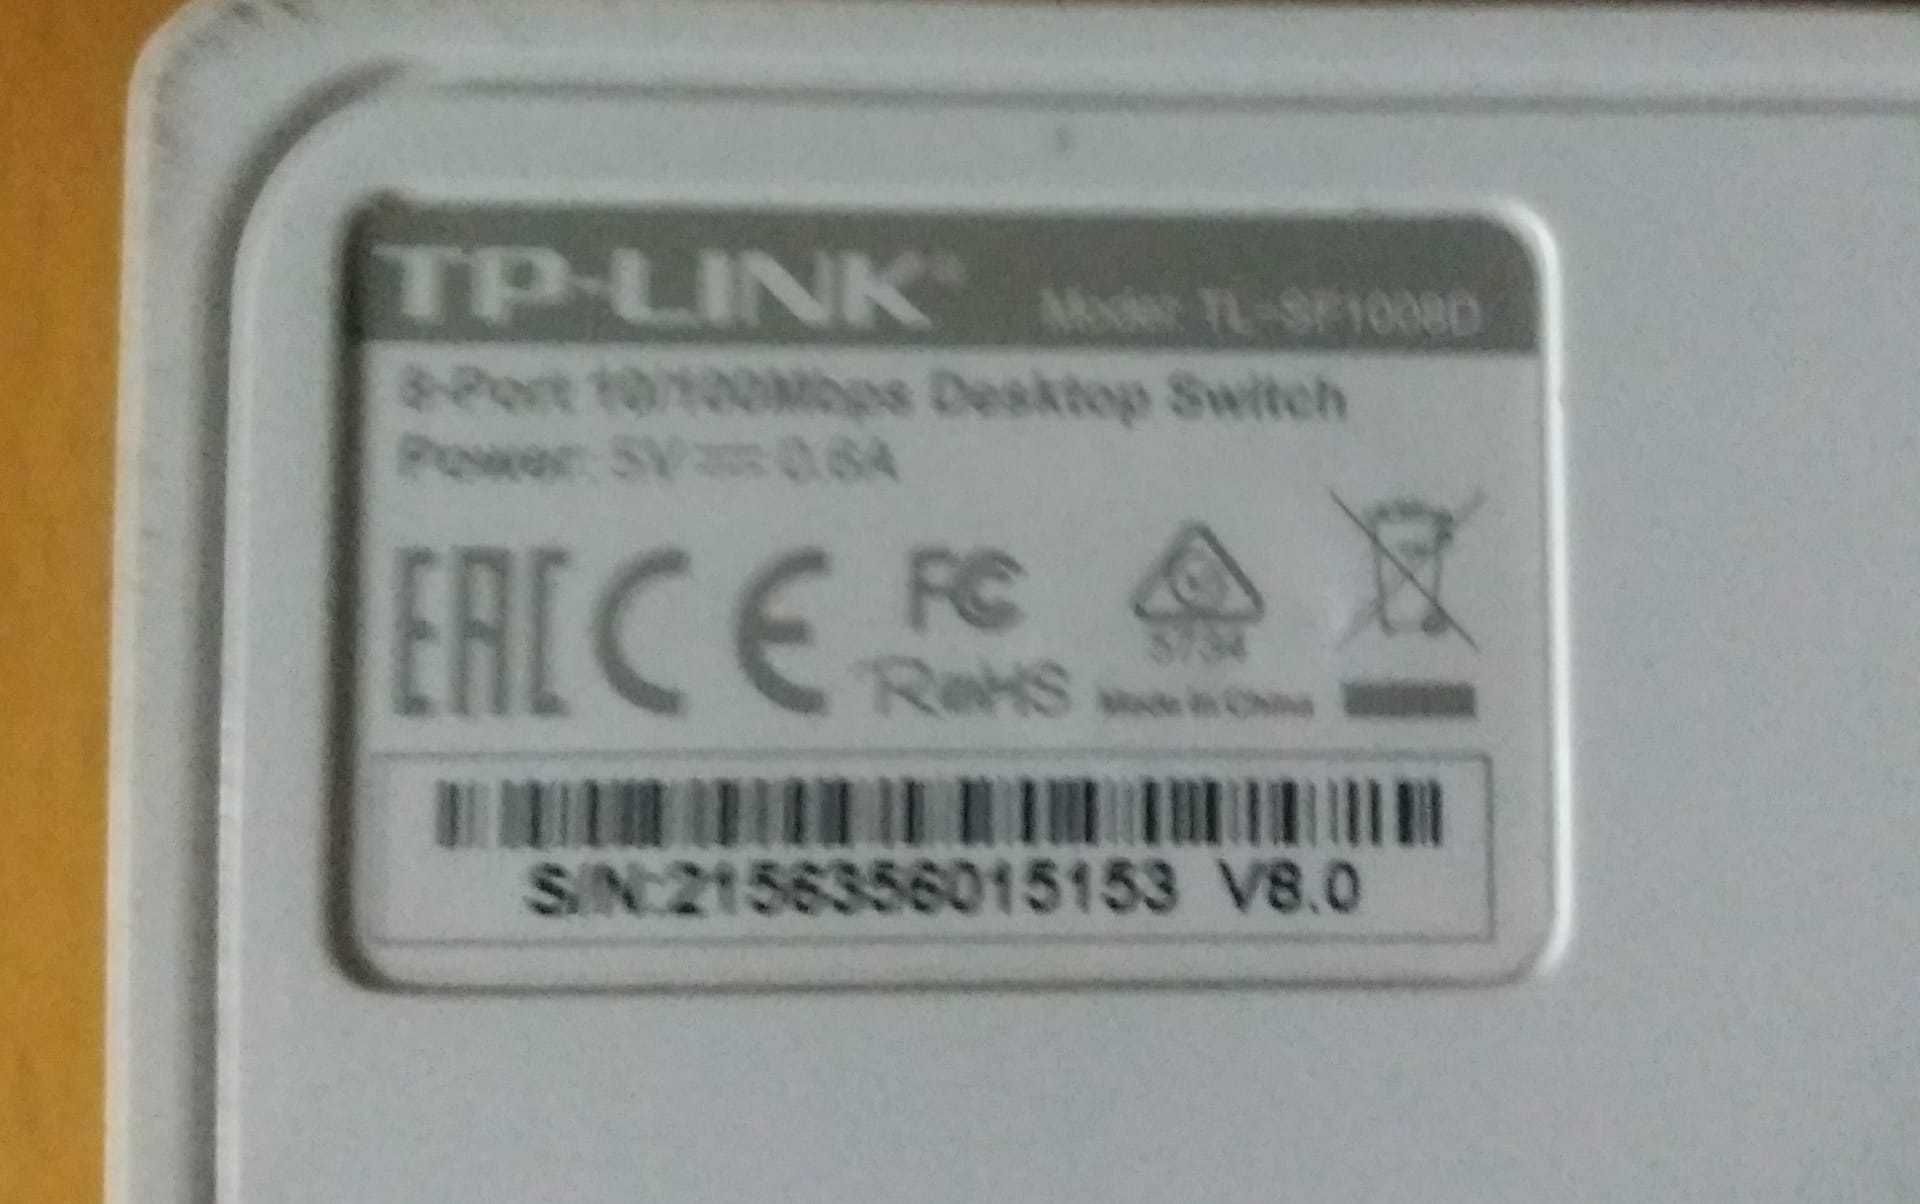 TP-LINK®
Model: TL-SF1008D
8-Port 10/100Mbps Desktop Switch
Power: 5V⎓0.6A
EAC CE FC
5734
RoHS Made in China
S/N:2156356015153 V8.0